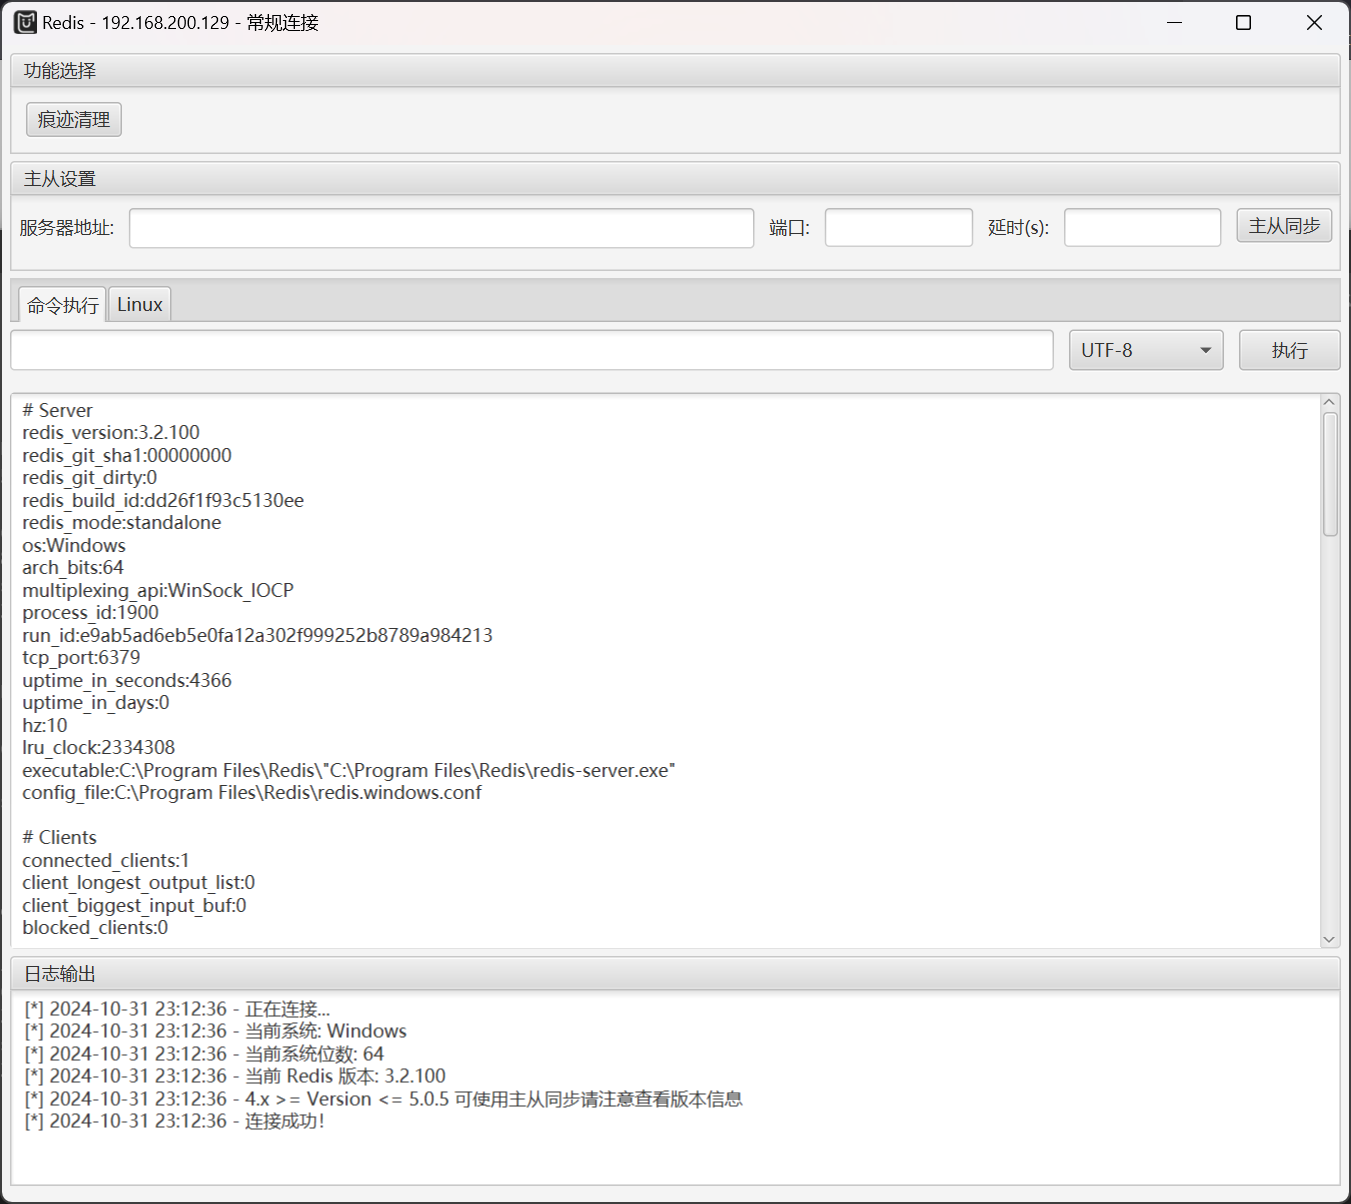 Redis - 192.168.200.129 - 常规连接
功能选择
痕迹清理
主从设置
服务器地址: 端口: 延时(s): 主从同步
命令执行 Linux
UTF-8 执行
# Server
redis_version:3.2.100
redis_git_sha1:00000000
redis_git_dirty:0
redis_build_id:dd26f1f93c5130ee
redis_mode:standalone
os:Windows
arch_bits:64
multiplexing_api:WinSock_IOCP
process_id:1900
run_id:e9ab5ad6eb5e0fa12a302f999252b8789a984213
tcp_port:6379
uptime_in_seconds:4366
uptime_in_days:0
hz:10
lru_clock:2334308
executable:C:\Program Files\Redis\"C:\Program Files\Redis\redis-server.exe"
config_file:C:\Program Files\Redis\redis.windows.conf
# Clients
connected_clients:1
client_longest_output_list:0
client_biggest_input_buf:0
blocked_clients:0
日志输出
[*] 2024-10-31 23:12:36 - 正在连接...
[*] 2024-10-31 23:12:36 - 当前系统: Windows
[*] 2024-10-31 23:12:36 - 当前系统位数: 64
[*] 2024-10-31 23:12:36 - 当前 Redis 版本: 3.2.100
[*] 2024-10-31 23:12:36 - 4.x >= Version <= 5.0.5 可使用主从同步请注意查看版本信息
[*] 2024-10-31 23:12:36 - 连接成功!